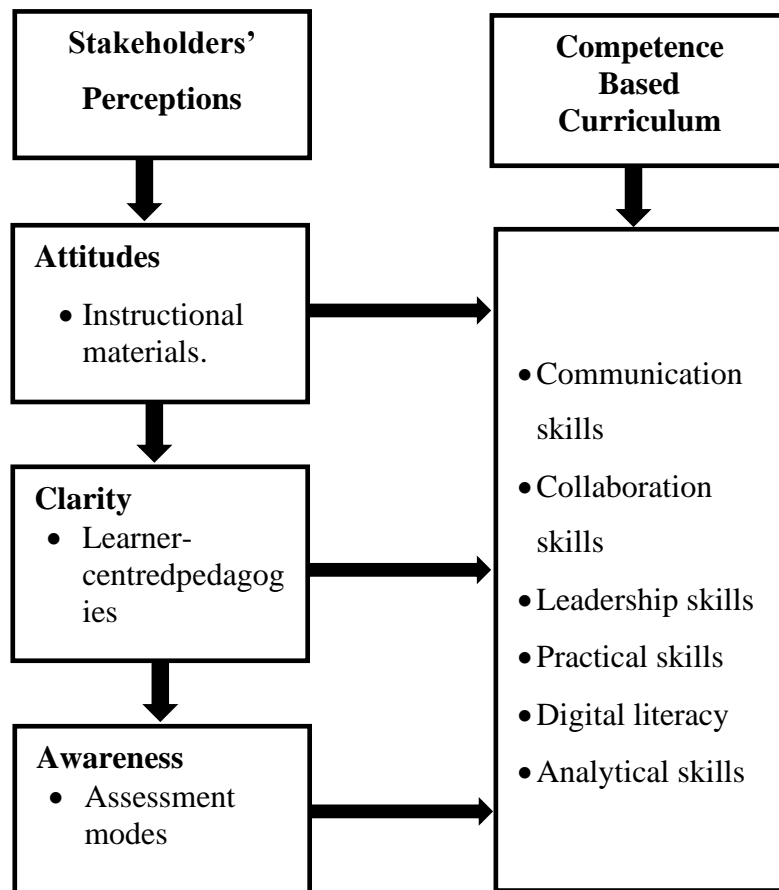 Stakeholders’
Perceptions
Competence
Based
Curriculum
Attitudes
• Instructional
materials.
Clarity
• Learner-
centredpedagog
ies
Awareness
• Assessment
modes
• Communication
skills
• Collaboration
skills
• Leadership skills
• Practical skills
• Digital literacy
• Analytical skills